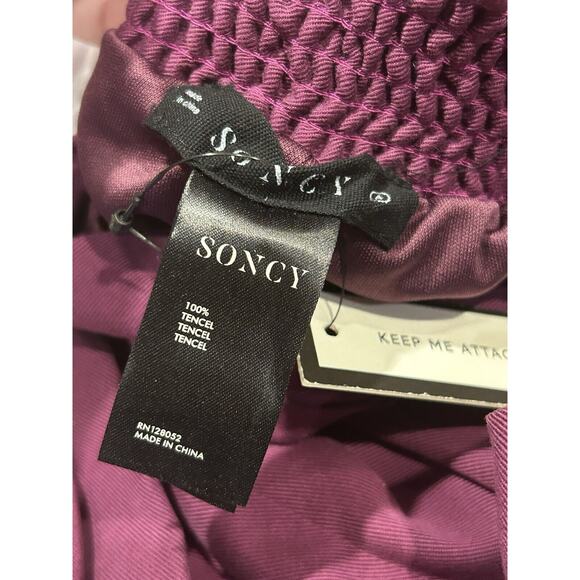 made
in china
SONCY
SONCY
100%
TENCEL
TENCEL
TENCEL
RN128052
MADE IN CHINA
KEEP ME ATTAC